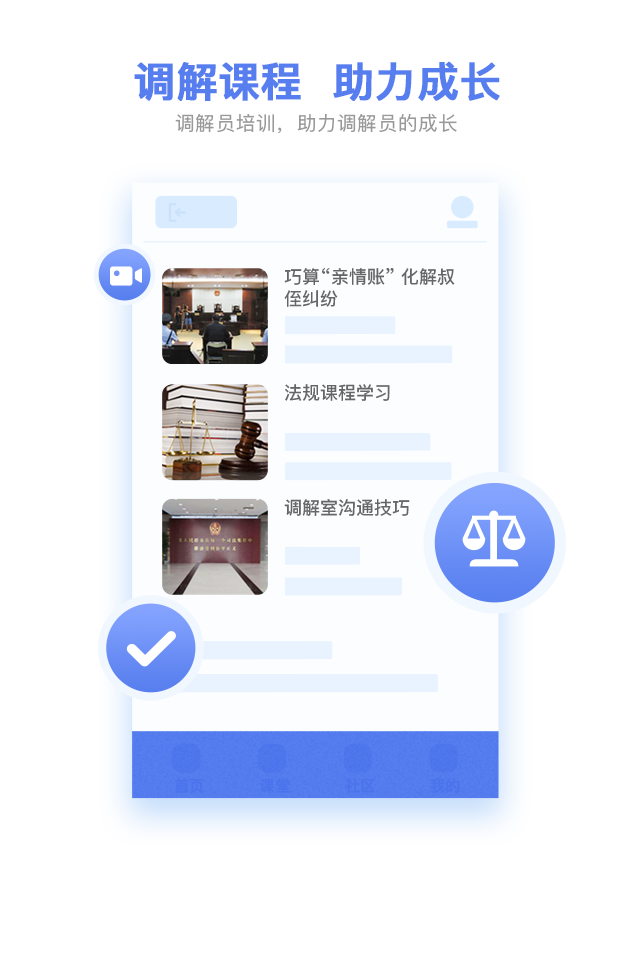 调解课程 助力成长
调解员培训，助力调解员的成长
巧算“亲情账” 化解叔
侄纠纷
法规课程学习
调解室沟通技巧
首页 课堂 社区 我的